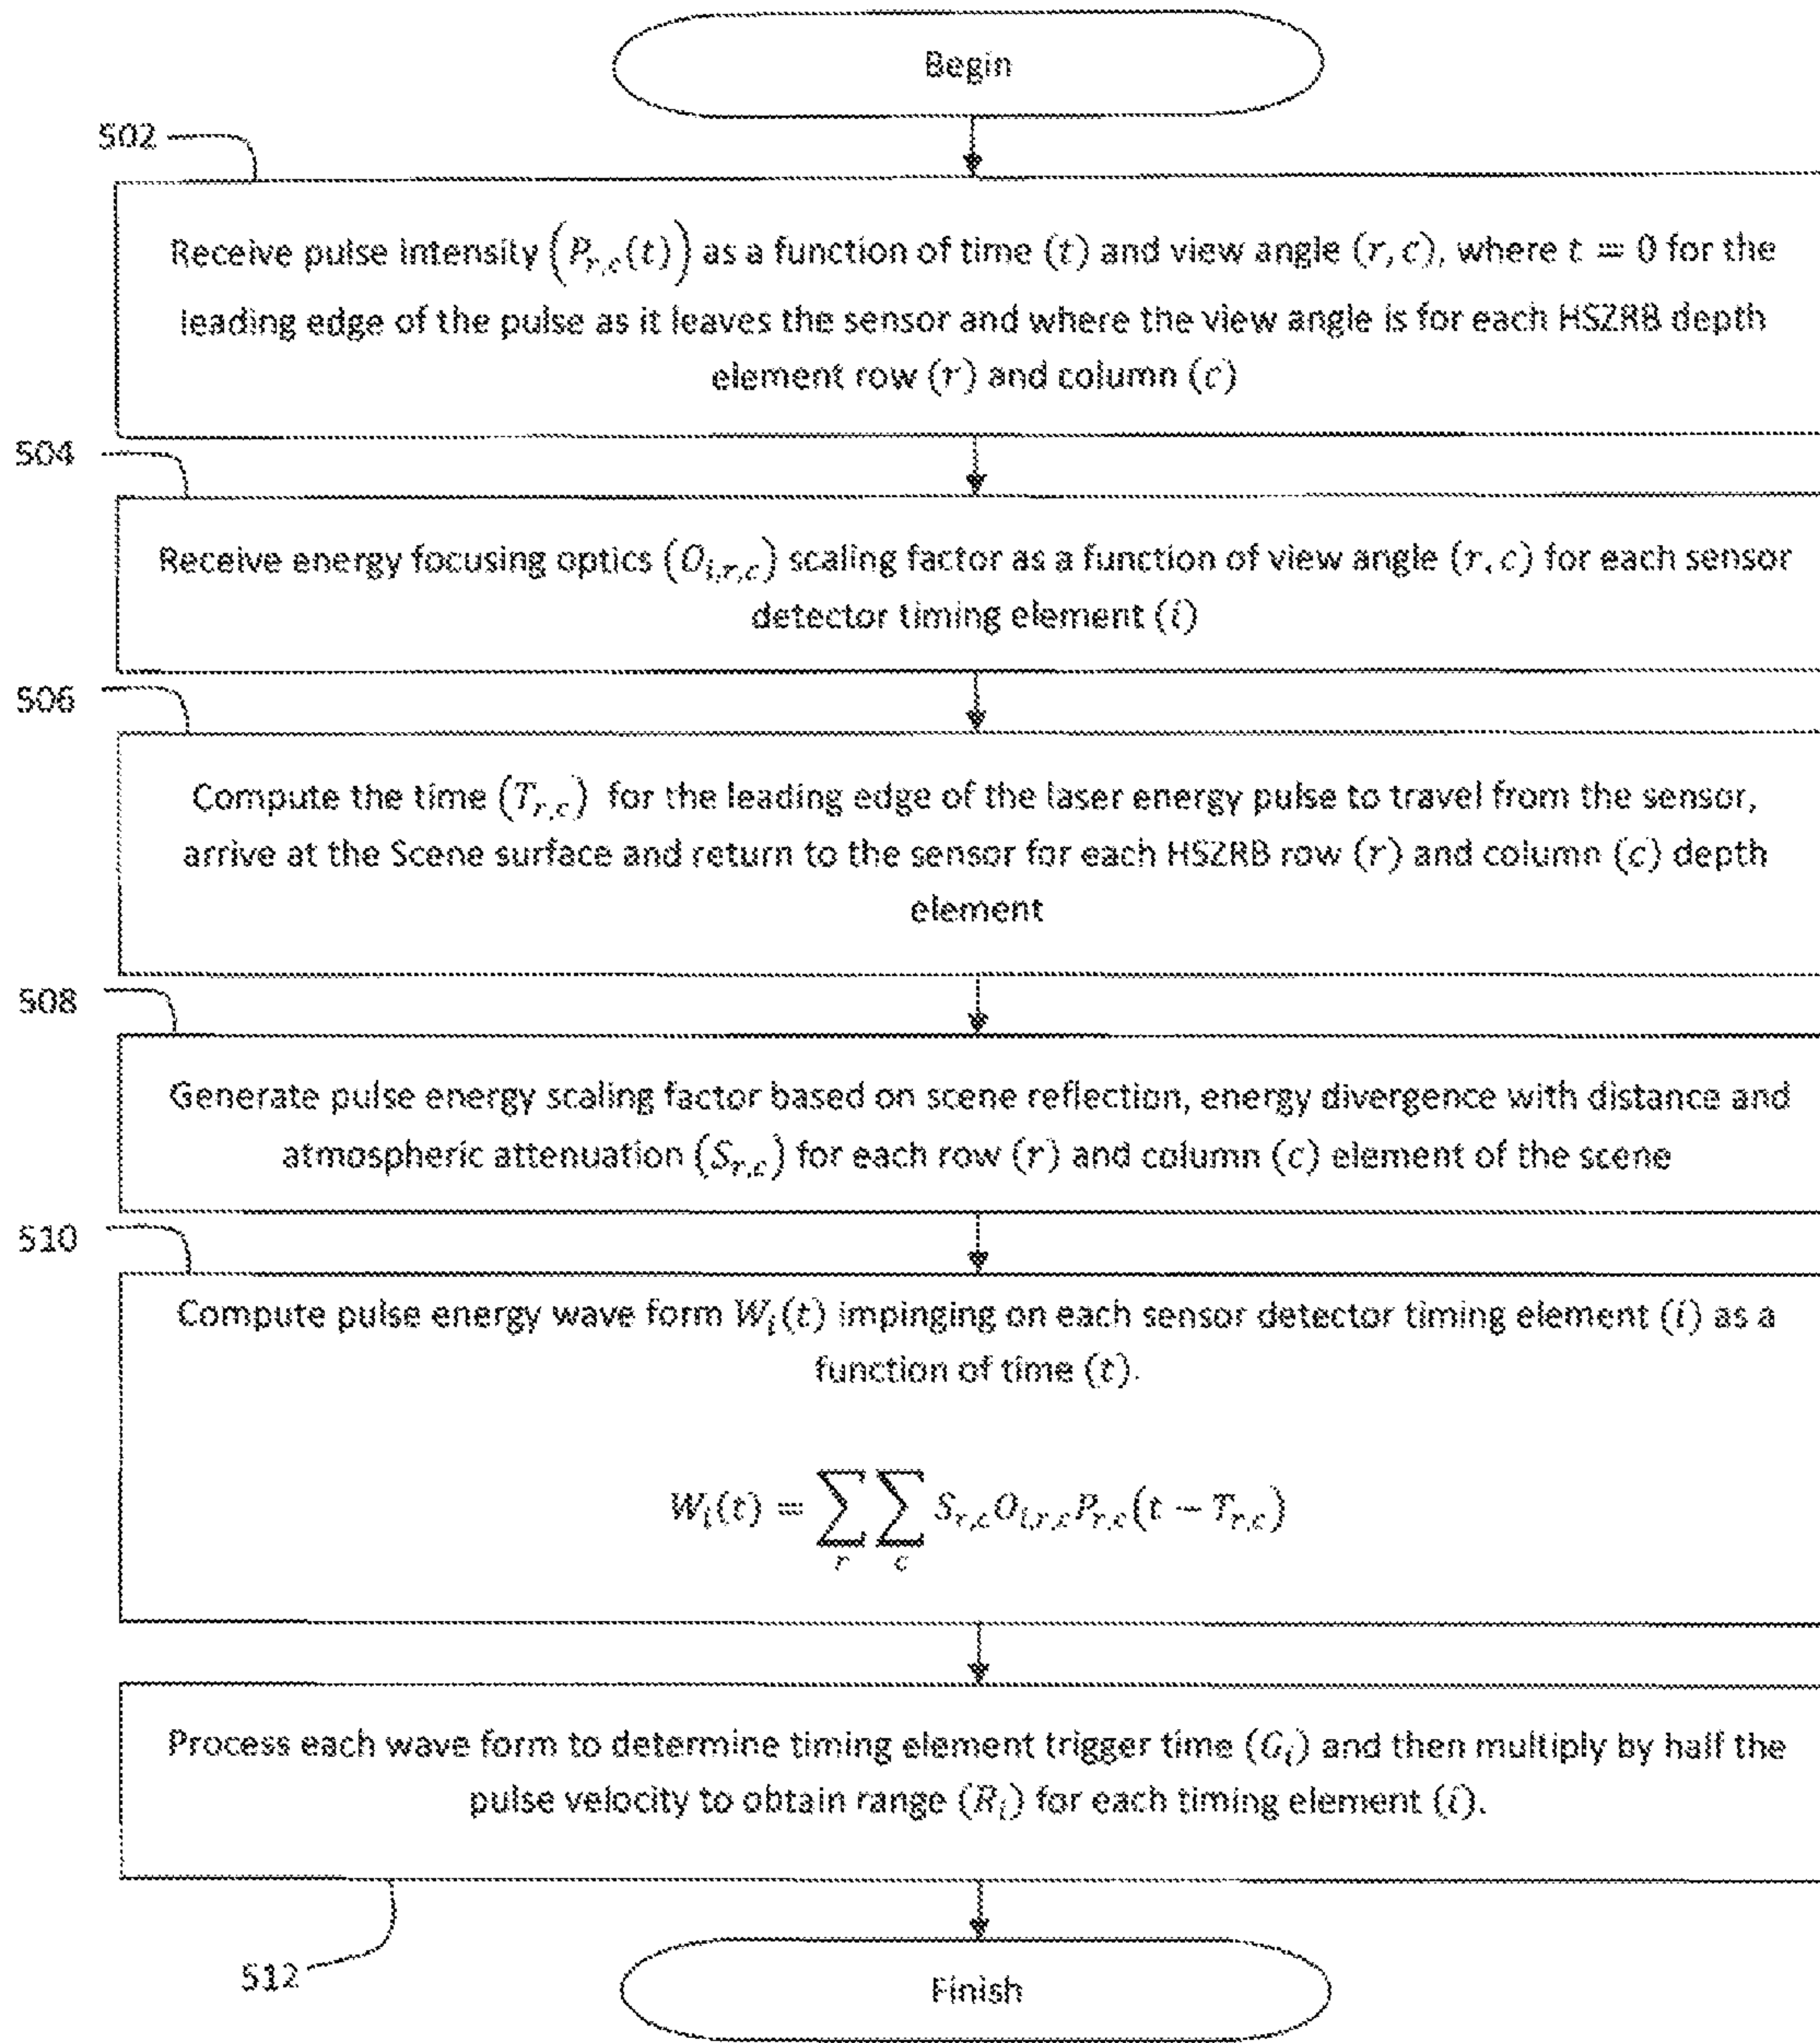 Begin
502
Receive pulse intensity (P_{r,c}(t)) as a function of time (t) and view angle (r, c), where t = 0 for the
leading edge of the pulse as it leaves the sensor and where the view angle is for each HSZRB depth
element row (r) and column (c)
504
Receive energy focusing optics (O_{i,r,c}) scaling factor as a function of view angle (r, c) for each sensor
detector timing element (i)
506
Compute the time (T_{r,c}) for the leading edge of the laser energy pulse to travel from the sensor,
arrive at the Scene surface and return to the sensor for each HSZRB row (r) and column (c) depth
element
508
Generate pulse energy scaling factor based on scene reflection, energy divergence with distance and
atmospheric attenuation (S_{r,c}) for each row (r) and column (c) element of the scene
510
Compute pulse energy wave form W_i(t) impinging on each sensor detector timing element (i) as a
function of time (t).
W_i(t) = ∑_r ∑_c S_{r,c} O_{i,r,c} P_{r,c}(t − T_{r,c})
Process each wave form to determine timing element trigger time (G_i) and then multiply by half the
pulse velocity to obtain range (R_i) for each timing element (i).
512
Finish